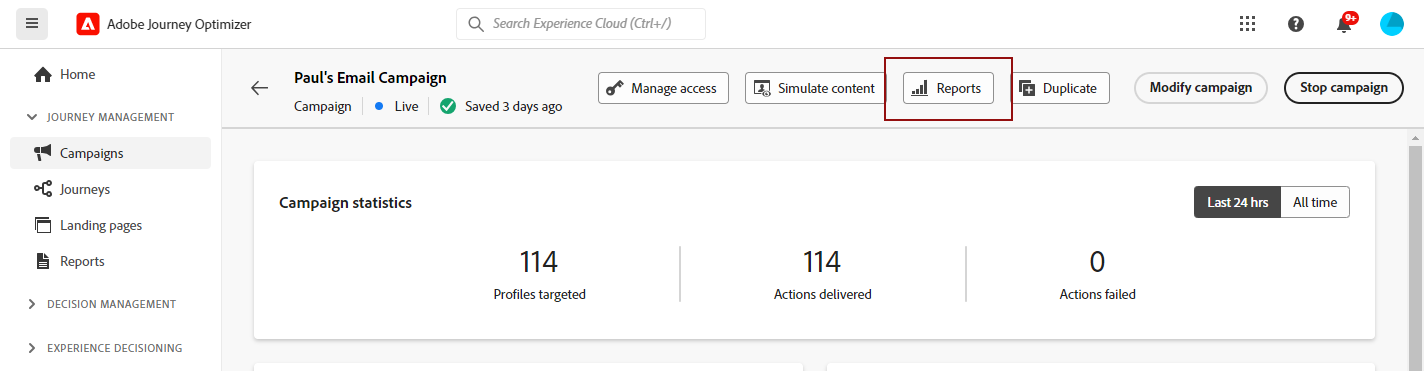 Adobe Journey Optimizer
Search Experience Cloud (Ctrl+/)
9+
Home
JOURNEY MANAGEMENT
Campaigns
Journeys
Landing pages
Reports
DECISION MANAGEMENT
EXPERIENCE DECISIONING
Paul's Email Campaign
Campaign Live Saved 3 days ago
Manage access Simulate content Reports Duplicate Modify campaign Stop campaign
Campaign statistics
Last 24 hrs All time
114 114 0
Profiles targeted Actions delivered Actions failed